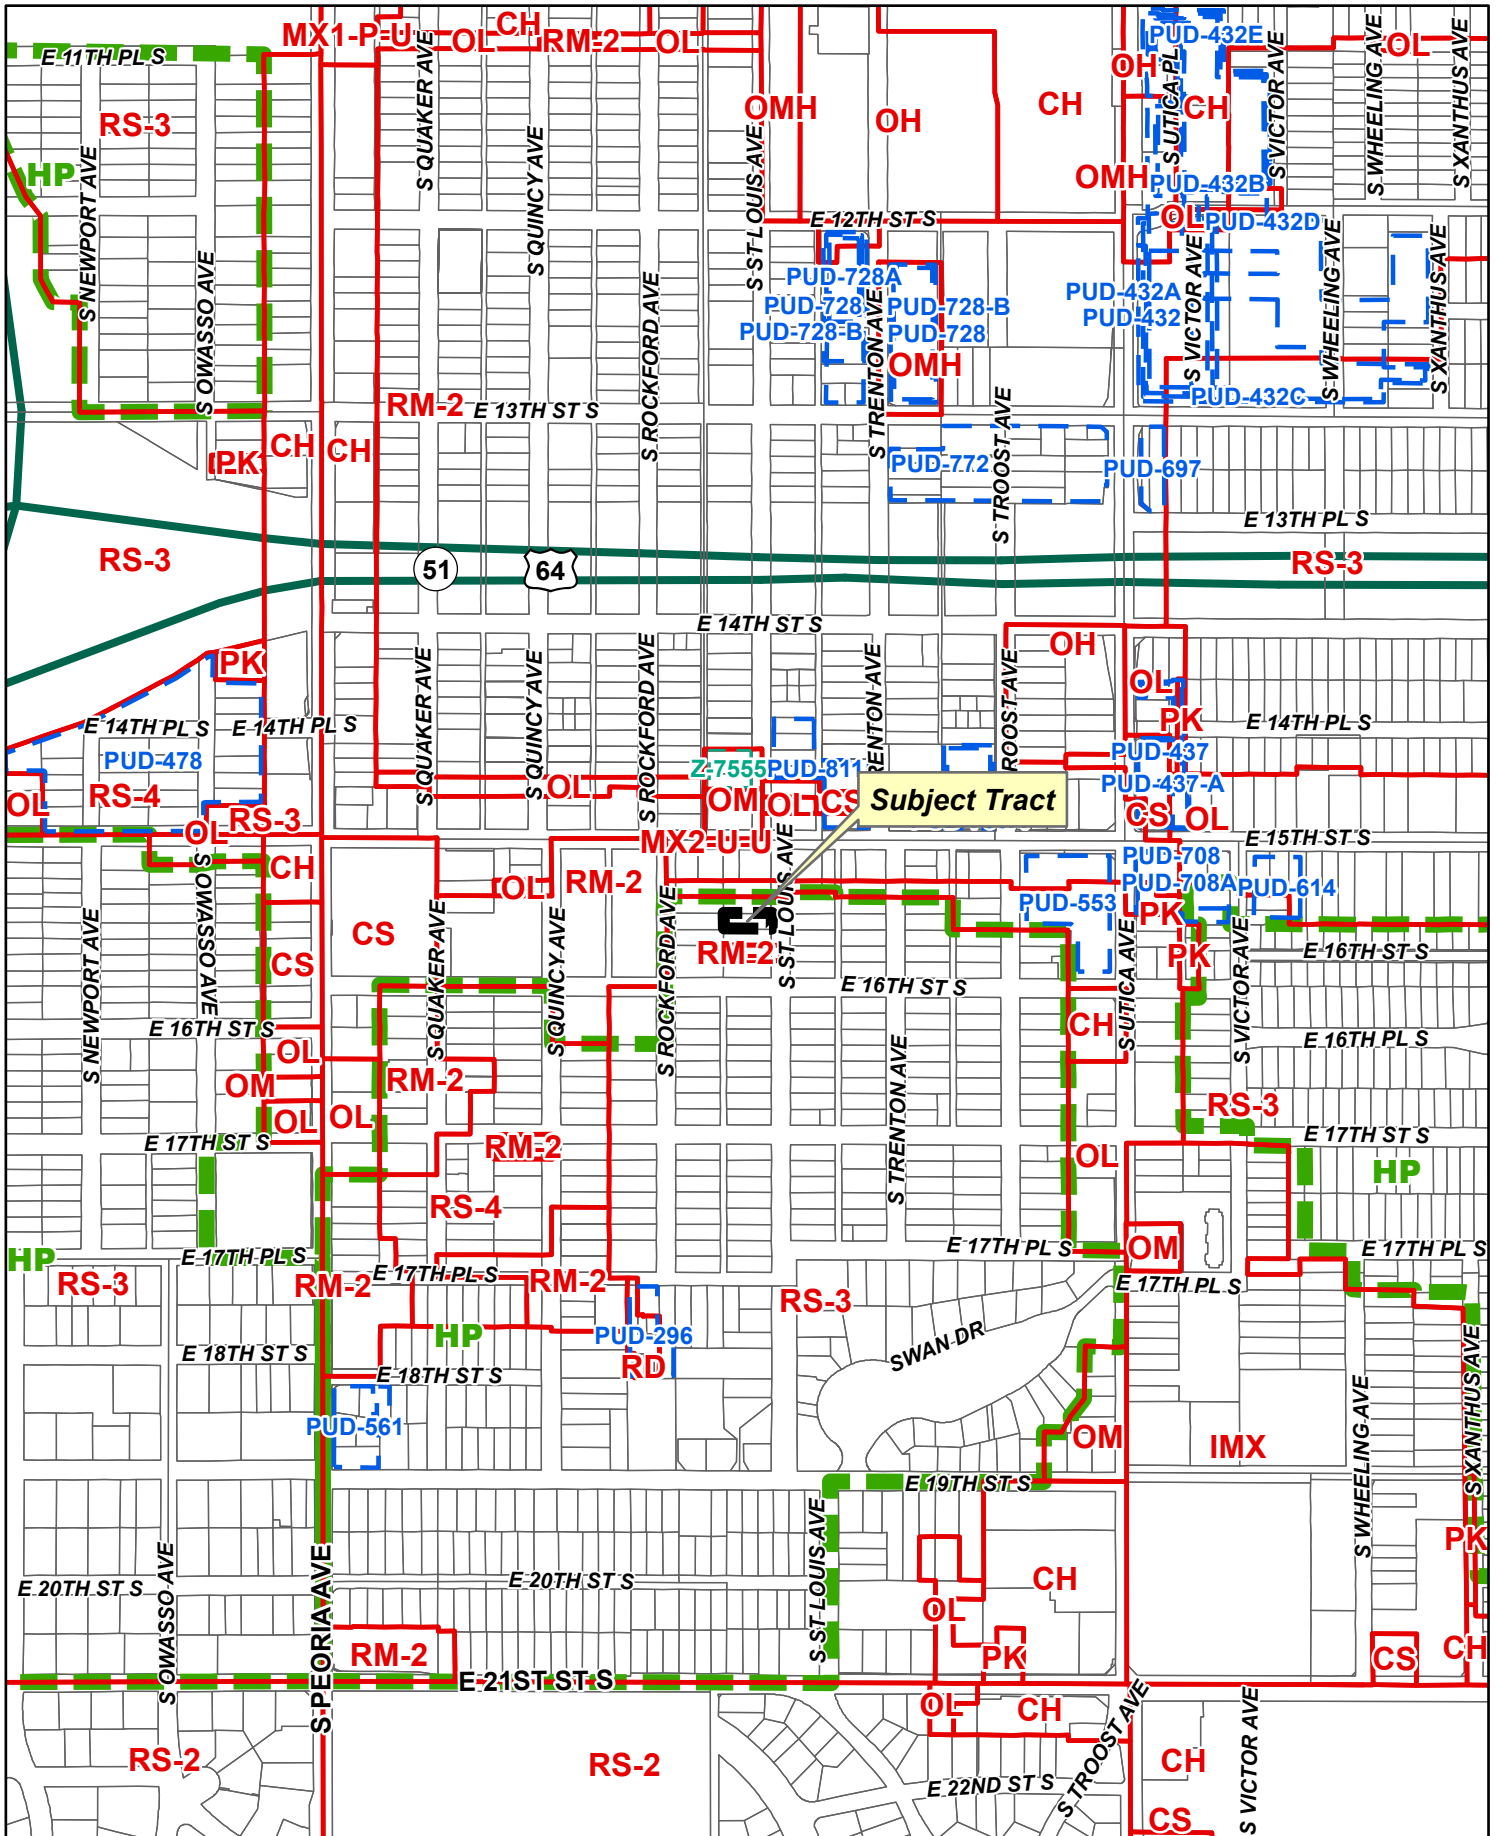 MX1-P-U
CH
OL
RM-2
OL
E 11TH PL S
RS-3
HP
S NEWPORT AVE
S OWASSO AVE
S QUAKER AVE
S QUINCY AVE
S ROCKFORD AVE
S ST LOUIS AVE
OMH
OH
CH
OH
PUD-432E
S UTICA PL
CH
S VICTOR AVE
S WHEELING AVE
OL
S XANTHUS AVE
OMH
PUD-432B
OL
PUD-432D
E 12TH ST S
PUD-728A
PUD-728
PUD-728-B
S TRENTON AVE
PUD-728-B
PUD-728
OMH
PUD-432A
PUD-432
S VICTOR AVE
S WHEELING AVE
S XANTHUS AVE
PUD-432C
RM-2
E 13TH ST S
CH
CH
PK
PUD-772
S TROOST AVE
PUD-697
E 13TH PL S
RS-3
51
64
RS-3
E 14TH ST S
OH
PK
S QUAKER AVE
S QUINCY AVE
S ROCKFORD AVE
OL
PK
E 14TH PL S
E 14TH PL S
E 14TH PL S
PUD-478
Z-7555
PUD-811
PUD-437
PUD-437-A
OL
RS-4
RS-3
OL
OL
OM
OL
CS
Subject Tract
CS
OL
E 15TH ST S
MX2-U-U
CH
OL
RM-2
S ST LOUIS AVE
PUD-708
PUD-708A
PUD-614
PUD-553
PK
PK
S OWASSO AVE
S NEWPORT AVE
CS
CS
S QUAKER AVE
S QUINCY AVE
S ROCKFORD AVE
RM-2
E 16TH ST S
S UTICA AVE
S VICTOR AVE
E 16TH ST S
E 16TH ST S
CH
E 16TH PL S
OL
OM
OL
OL
RM-2
S TRENTON AVE
RS-3
E 17TH ST S
E 17TH ST S
RM-2
OL
HP
RS-4
HP
E 17TH PL S
E 17TH PL S
E 17TH PL S
OM
E 17TH PL S
E 17TH PL S
RS-3
RM-2
RM-2
RS-3
HP
PUD-296
RD
SWAN DR
E 18TH ST S
E 18TH ST S
PUD-561
OM
IMX
S WHEELING AVE
S XANTHUS AVE
E 19TH ST S
S ST LOUIS AVE
PK
E 20TH ST S
S OWASSO AVE
S PEORIA AVE
E 20TH ST S
CH
OL
PK
RM-2
CS
CH
E 21ST ST S
OL
CH
S TROOST AVE
S VICTOR AVE
RS-2
RS-2
E 22ND ST S
CH
CS